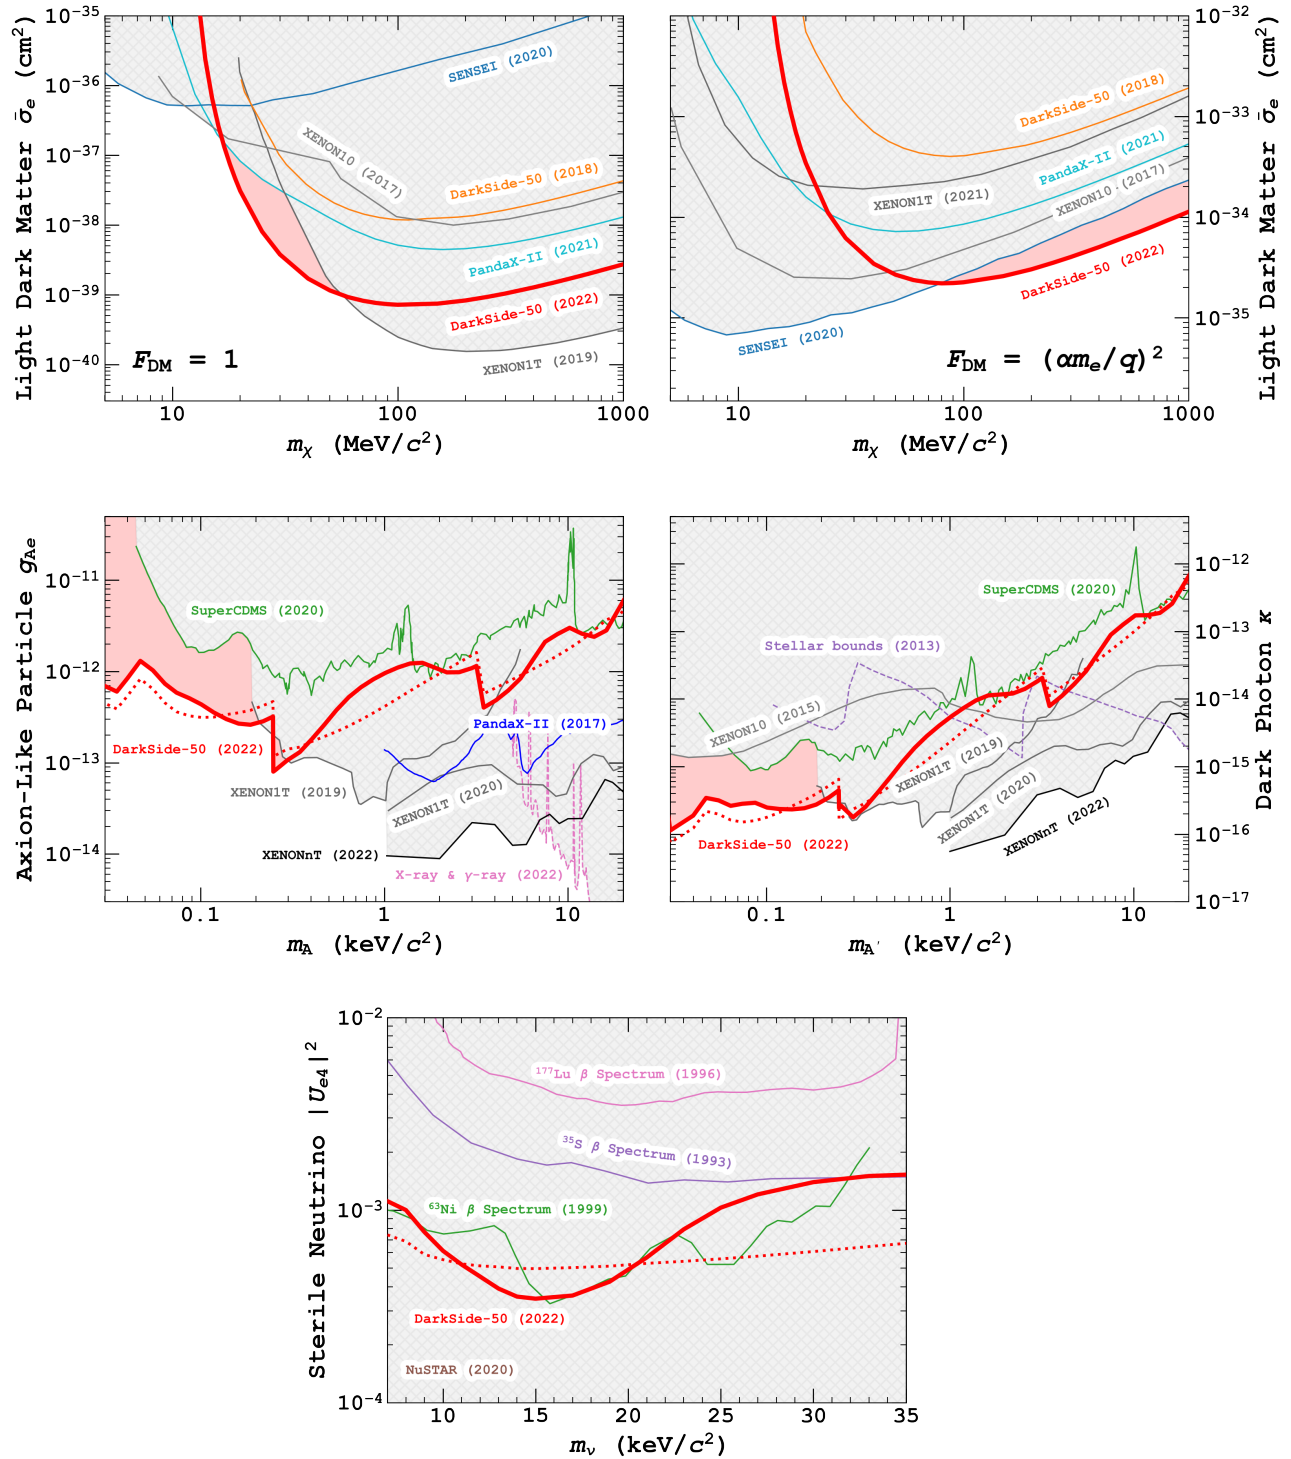 Light Dark Matter σ̄e (cm²)
10⁻³⁵
10⁻³⁶
10⁻³⁷
10⁻³⁸
10⁻³⁹
10⁻⁴⁰
SENSEI (2020)
XENON10 (2017)
DarkSide-50 (2018)
PandaX-II (2021)
DarkSide-50 (2022)
XENON1T (2019)
F_DM = 1
10
100
1000
mχ (MeV/c²)
10⁻³²
10⁻³³
10⁻³⁴
10⁻³⁵
Light Dark Matter σ̄e (cm²)
DarkSide-50 (2018)
PandaX-II (2021)
XENON10 (2017)
XENON1T (2021)
DarkSide-50 (2022)
SENSEI (2020)
F_DM = (αmₑ/q)²
10
100
1000
mχ (MeV/c²)
Axion-Like Particle g_Ae
10⁻¹¹
10⁻¹²
10⁻¹³
10⁻¹⁴
SuperCDMS (2020)
DarkSide-50 (2022)
PandaX-II (2017)
XENON1T (2019)
XENON1T (2020)
XENONnT (2022)
X-ray & γ-ray (2022)
0.1
1
10
m_A (keV/c²)
10⁻¹²
10⁻¹³
10⁻¹⁴
10⁻¹⁵
10⁻¹⁶
10⁻¹⁷
Dark Photon κ
SuperCDMS (2020)
Stellar bounds (2013)
XENON10 (2015)
XENON1T (2019)
XENON1T (2020)
XENONnT (2022)
DarkSide-50 (2022)
0.1
1
10
m_A′ (keV/c²)
Sterile Neutrino |U_e4|²
10⁻²
10⁻³
10⁻⁴
¹⁷⁷Lu β Spectrum (1996)
³⁵S β Spectrum (1993)
⁶³Ni β Spectrum (1999)
DarkSide-50 (2022)
NuSTAR (2020)
10
15
20
25
30
35
mν (keV/c²)